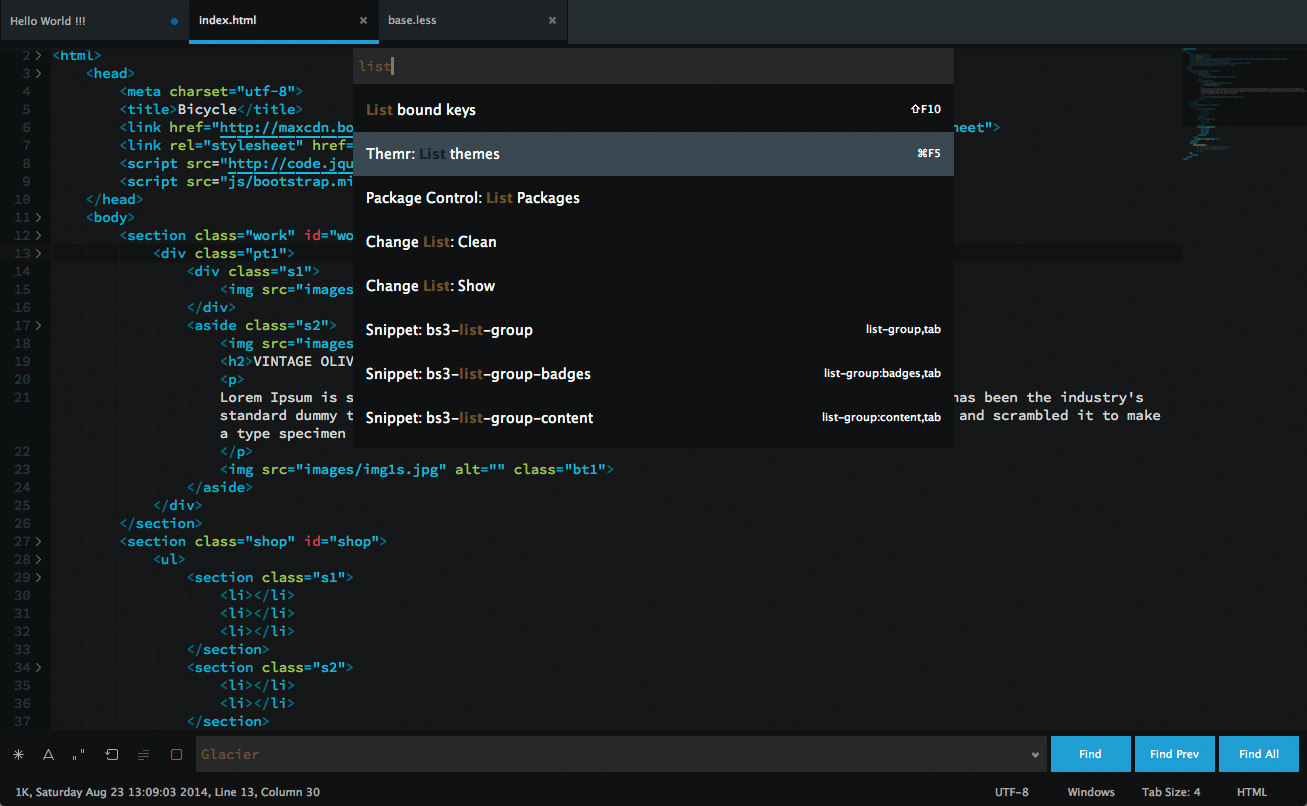 Hello World !!!
index.html
base.less
list
List bound keys ⇧F10
Themr: List themes ⌘F5
Package Control: List Packages
Change List: Clean
Change List: Show
Snippet: bs3-list-group list-group,tab
Snippet: bs3-list-group-badges list-group:badges,tab
Snippet: bs3-list-group-content list-group:content,tab
2 <html>
3 <head>
4 <meta charset="utf-8">
5 <title>Bicycle</title>
6 <link href="http://maxcdn.bo eet">
7 <link rel="stylesheet" href=
8 <script src="http://code.jqu
9 <script src="js/bootstrap.mi
10 </head>
11 <body>
12 <section class="work" id="wo
13 <div class="pt1">
14 <div class="s1">
15 <img src="images
16 </div>
17 <aside class="s2">
18 <img src="images
19 <h2>VINTAGE OLIV
20 <p>
21 Lorem Ipsum is s has been the industry's
standard dummy t and scrambled it to make
a type specimen
22 </p>
23 <img src="images/img1s.jpg" alt="" class="bt1">
24 </aside>
25 </div>
26 </section>
27 <section class="shop" id="shop">
28 <ul>
29 <section class="s1">
30 <li></li>
31 <li></li>
32 <li></li>
33 </section>
34 <section class="s2">
35 <li></li>
36 <li></li>
37 </section>
Glacier
Find
Find Prev
Find All
1K, Saturday Aug 23 13:09:03 2014, Line 13, Column 30
UTF-8
Windows
Tab Size: 4
HTML